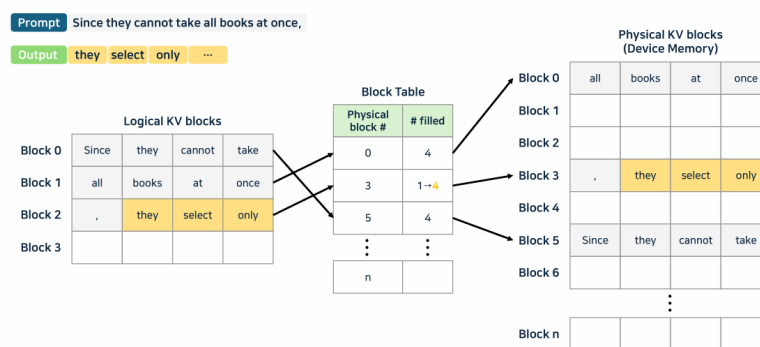 Prompt Since they cannot take all books at once,
Output they select only ...
Logical KV blocks
Block 0 Since they cannot take
Block 1 all books at once
Block 2 , they select only
Block 3
Block Table
Physical block # # filled
0 4
3 1→4
5 4
n
Physical KV blocks
(Device Memory)
Block 0 all books at once
Block 1
Block 2
Block 3 , they select only
Block 4
Block 5 Since they cannot take
Block 6
Block n